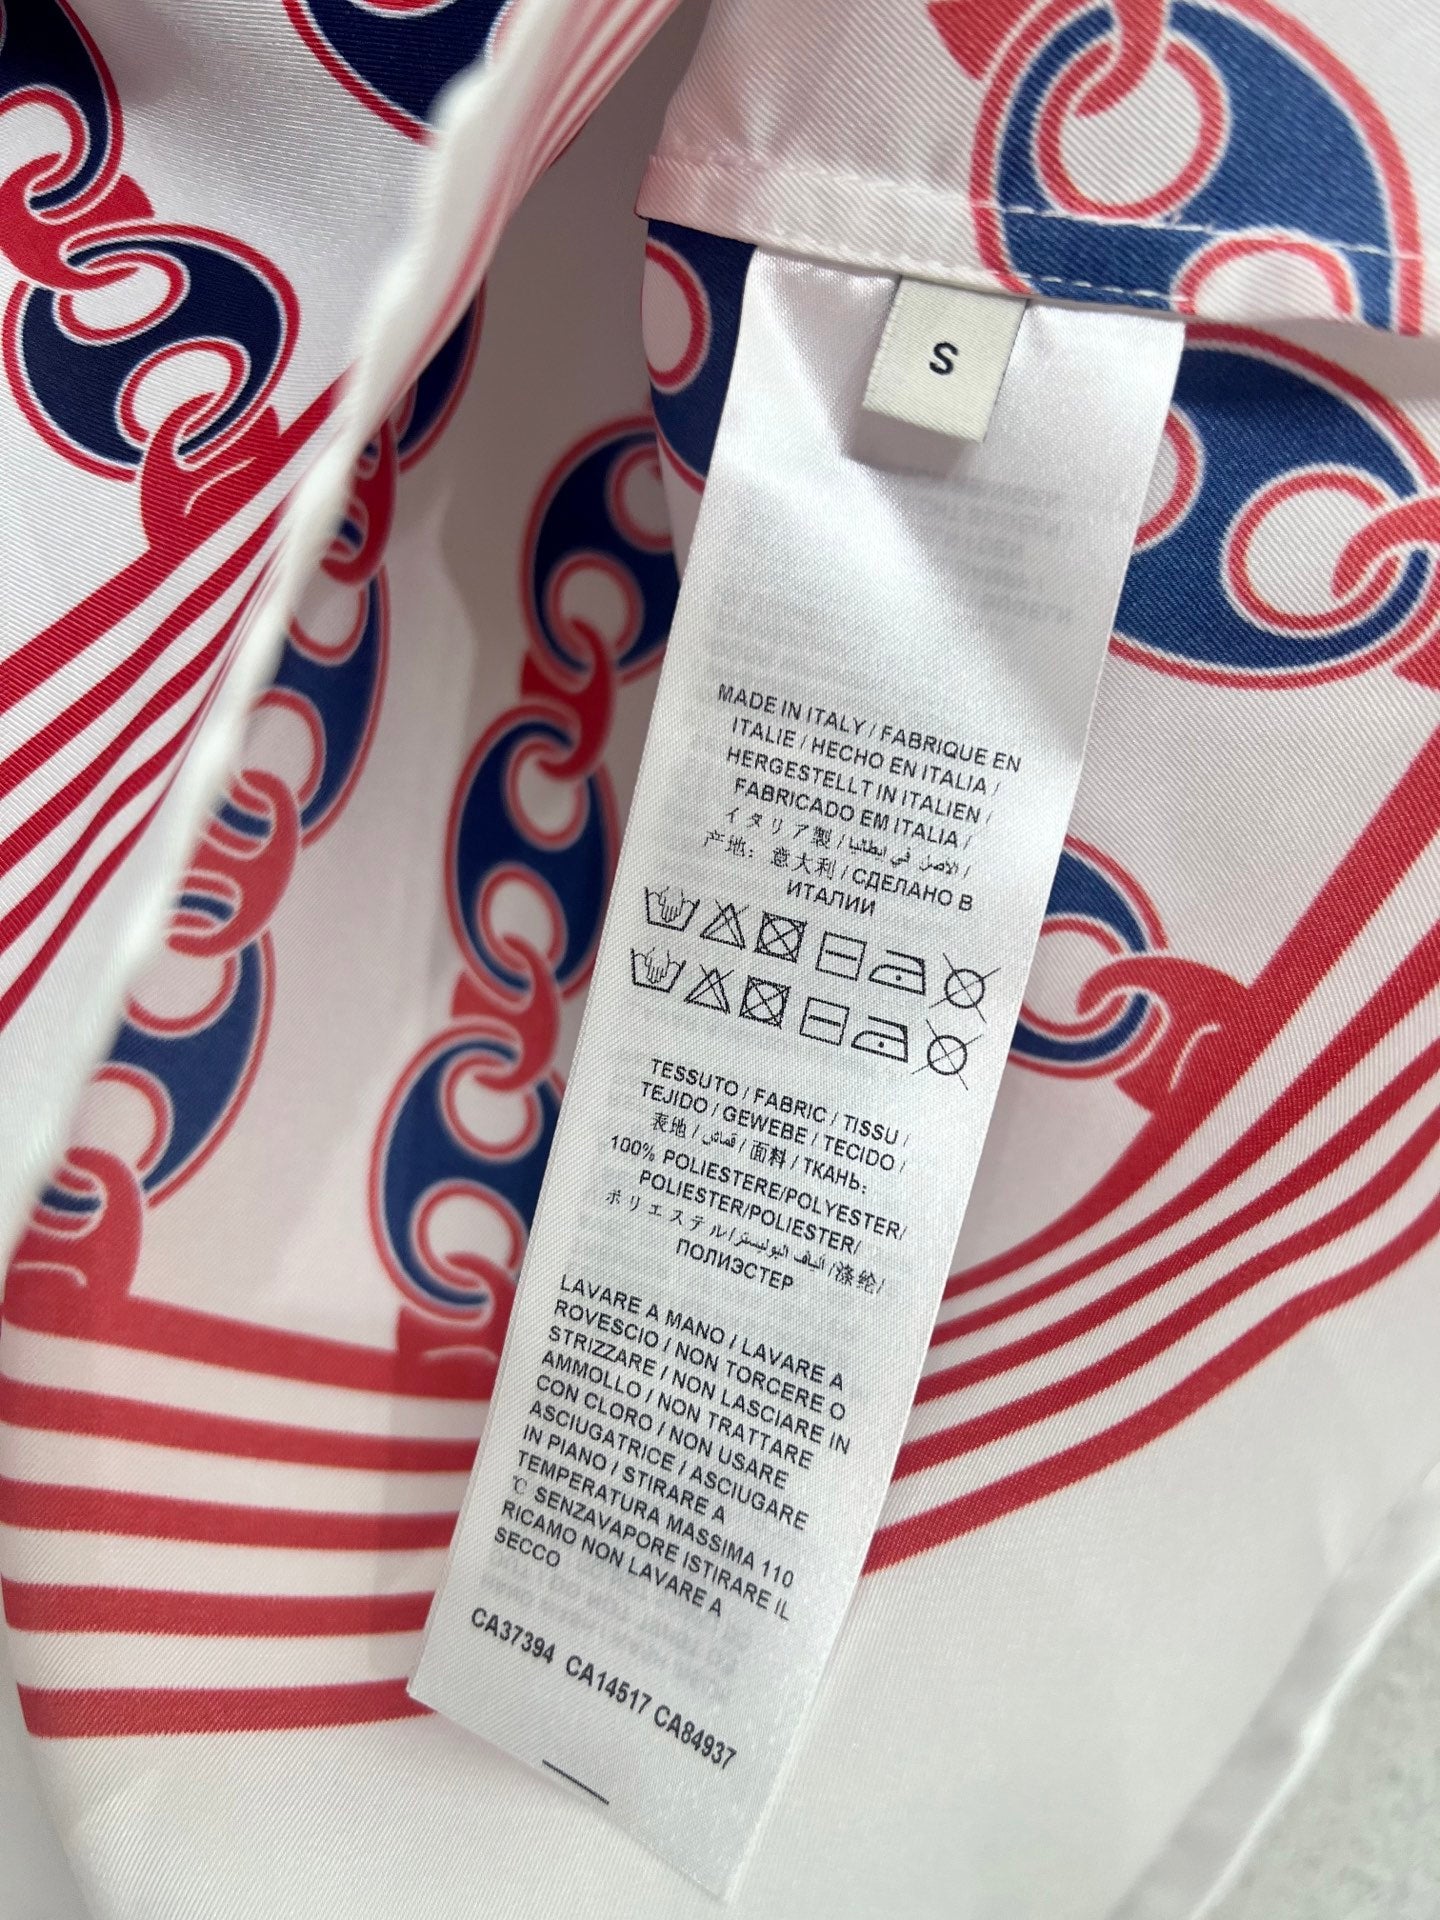 S
MADE IN ITALY / FABRIQUE EN
ITALIE / HECHO EN ITALIA /
HERGESTELLT IN ITALIEN /
FABRICADO EM ITALIA /
イタリア製 / الاصل في ايطاليا /
产地：意大利 / СДЕЛАНО В
ИТАЛИИ
TESSUTO / FABRIC / TISSU /
TEJIDO / GEWEBE / TECIDO /
表地 / قماش / 面料 / ТКАНЬ:
100% POLIESTERE/POLYESTER/
POLIESTER/POLIESTER/
ポリエステル/الياف البوليستر/涤纶/
ПОЛИЭСТЕР
LAVARE A MANO / LAVARE A
ROVESCIO / NON TORCERE O
STRIZZARE / NON LASCIARE IN
AMMOLLO / NON TRATTARE
CON CLORO / NON USARE
ASCIUGATRICE / ASCIUGARE
IN PIANO / STIRARE A
TEMPERATURA MASSIMA 110
℃ SENZAVAPORE ISTIRARE IL
RICAMO NON LAVARE A
SECCO
CA37394 CA14517 CA84937